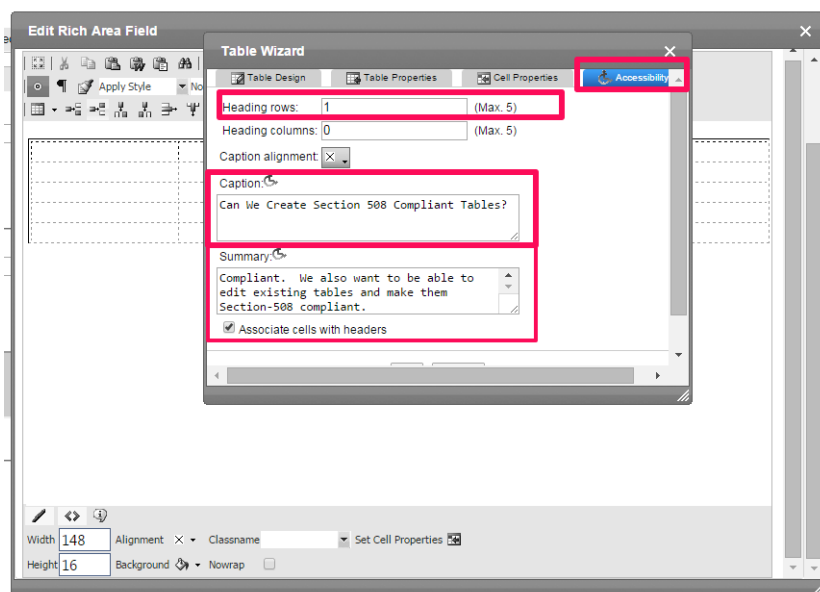 Edit Rich Area Field
Table Wizard
Table Design
Table Properties
Cell Properties
Accessibility
Apply Style
No
Heading rows: 1 (Max. 5)
Heading columns: 0 (Max. 5)
Caption alignment:
Caption:
Can We Create Section 508 Compliant Tables?
Summary:
Compliant. We also want to be able to
edit existing tables and make them
Section-508 compliant.
Associate cells with headers
Width 148 Alignment Classname Set Cell Properties
Height 16 Background Nowrap